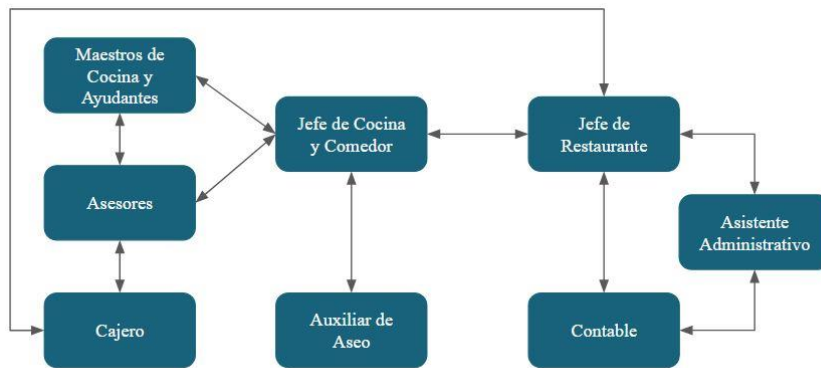 Maestros de
Cocina y
Ayudantes
Jefe de Cocina
y Comedor
Jefe de
Restaurante
Asesores
Asistente
Administrativo
Cajero
Auxiliar de
Aseo
Contable